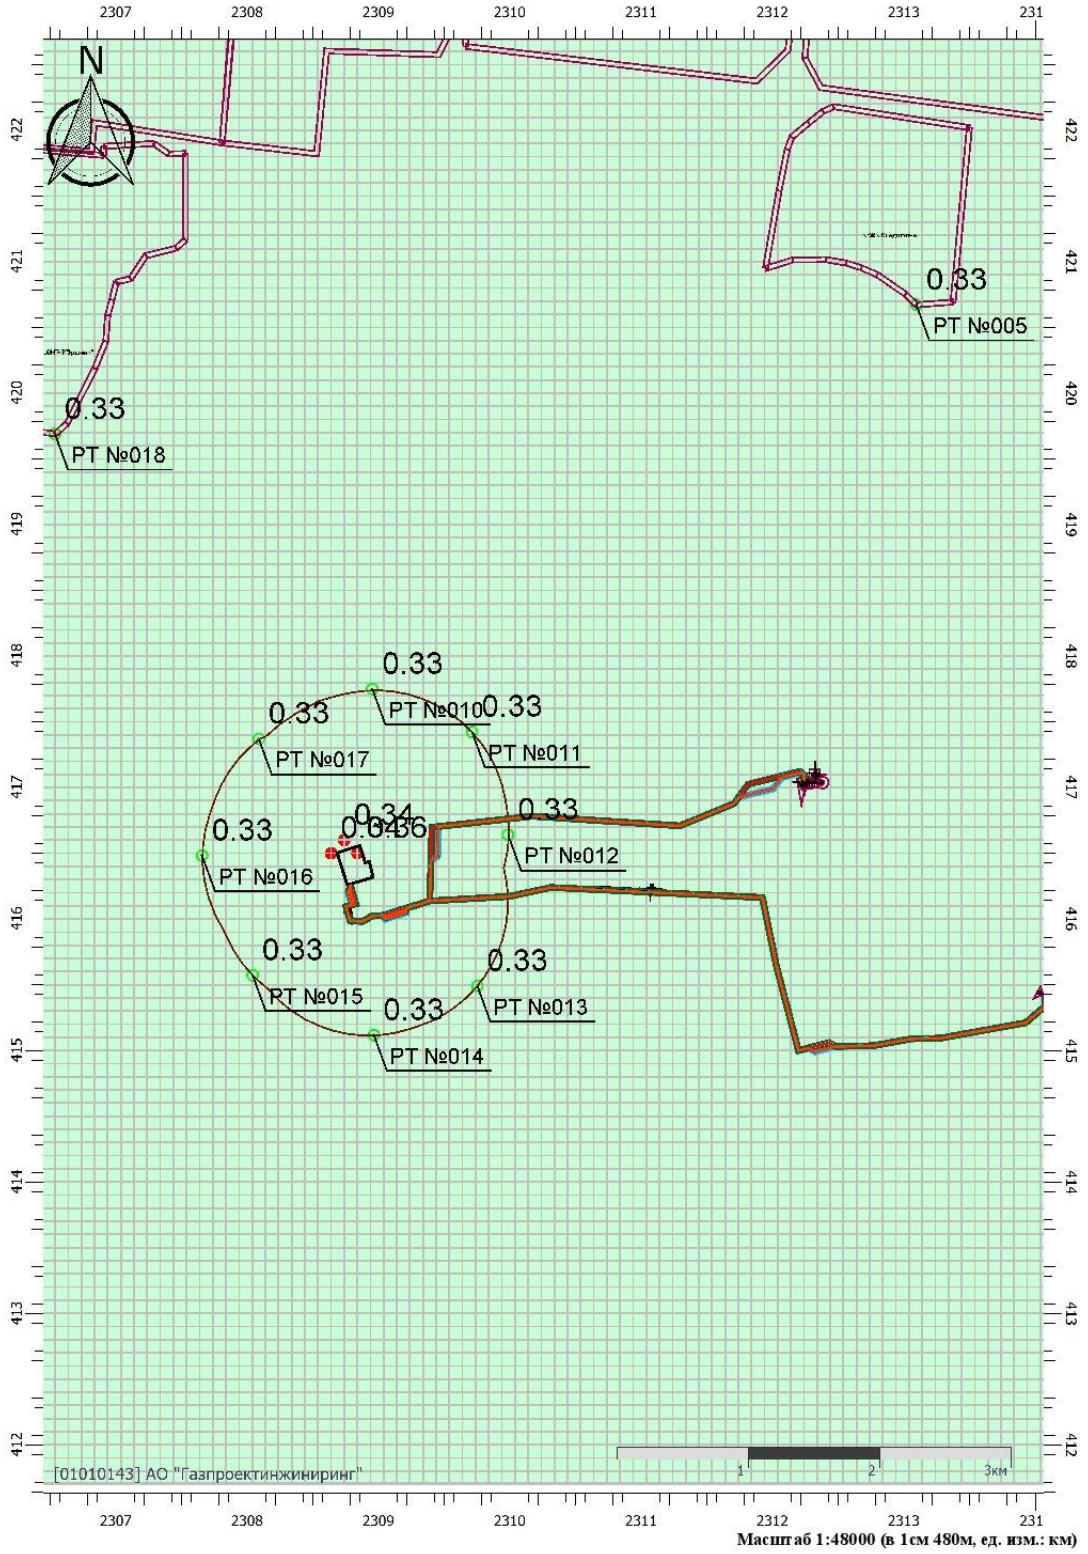 2307 2308 2309 2310 2311 2312 2313 231
N
422 422
421 421
0.33
РТ №005
420 420
0.33
РТ №018
419 419
418 418
0.33
РТ №010
0.33
РТ №011
0.33
РТ №017
417 417
0.34
0.33
РТ №012
0.33
РТ №016
416 416
0.33
РТ №015
0.33
РТ №013
0.33
РТ №014
415 415
414 414
413 413
412 412
[01010143] АО "Газпроектинжиниринг"
1 2 3км
2307 2308 2309 2310 2311 2312 2313 231
Масштаб 1:48000 (в 1см 480м, ед. изм.: км)